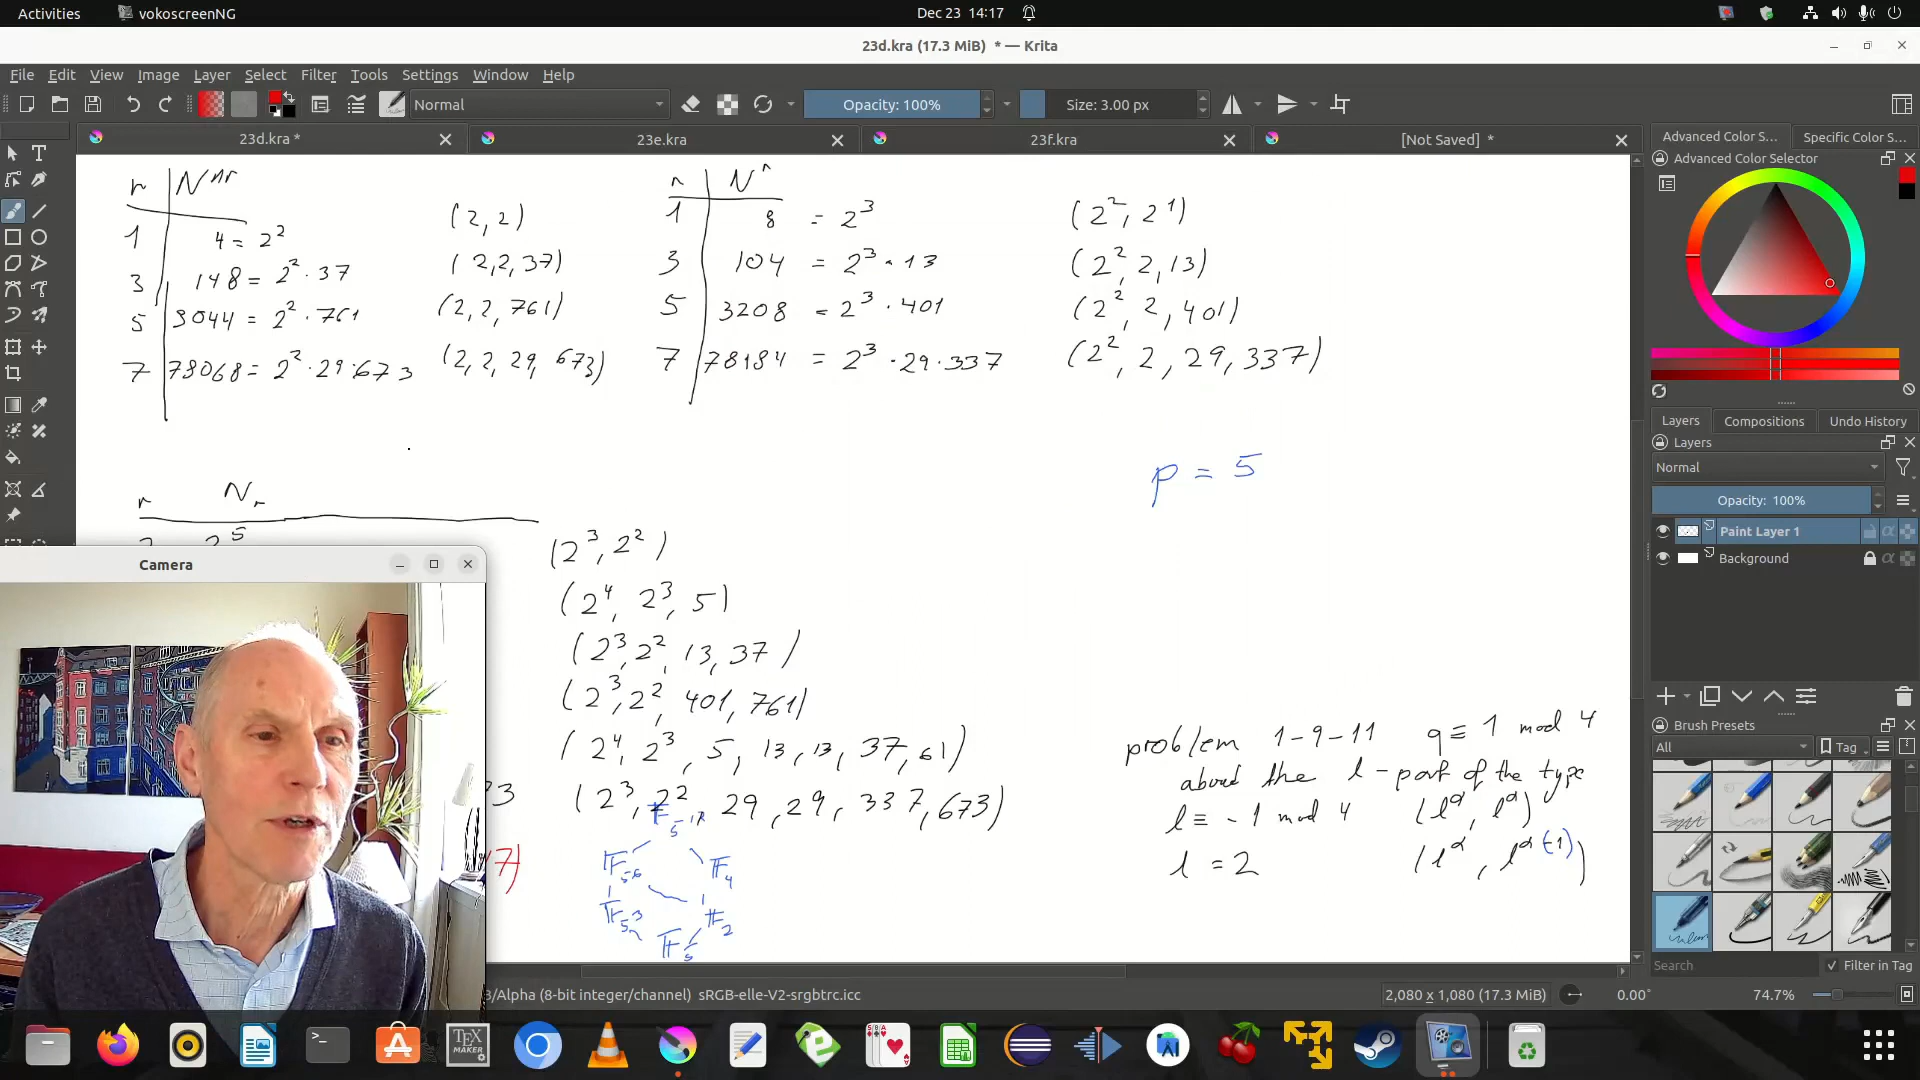 Activities vokoscreenNG Dec 23 14:17
23d.kra (17.3 MiB) * — Krita
File Edit View Image Layer Select Filter Tools Settings Window Help
Normal Opacity: 100% Size: 3.00 px
23d.kra * 23e.kra 23f.kra [Not Saved] *
Advanced Color S... Specific Color S...
Advanced Color Selector
r N^nr
1 4 = 2^2 (2,2)
3 148 = 2^2 · 37 (2,2,37)
5 3044 = 2^2 · 761 (2,2,761)
7 78068 = 2^2 · 29 · 673 (2,2,29,673)
r N^r
1 8 = 2^3 (2^2, 2^1)
3 104 = 2^3 · 13 (2^2, 2, 13)
5 3208 = 2^3 · 401 (2^2, 2, 401)
7 78184 = 2^3 · 29 · 337 (2^2, 2, 29, 337)
p = 5
r N_r
2^5 (2^3, 2^2)
(2^4, 2^3, 5)
(2^3, 2^2, 13, 37)
(2^3, 2^2, 401, 761)
(2^4, 2^3, 5, 13, 13, 37, 61)
3 (2^3, 2^2, 29, 29, 337, 673)
7)
problem 1-9-11 q ≡ 1 mod 4
about the l-part of the type
l ≡ -1 mod 4 (l^α, l^α)
l = 2 (l^α, l^α(-1))
Camera
Layers Compositions Undo History
Layers
Normal
Opacity: 100%
Paint Layer 1
Background
Brush Presets
All Tag
Search Filter in Tag
3/Alpha (8-bit integer/channel) sRGB-elle-V2-srgbtrc.icc 2,080 x 1,080 (17.3 MiB) 0.00° 74.7%
TEX
MAKER